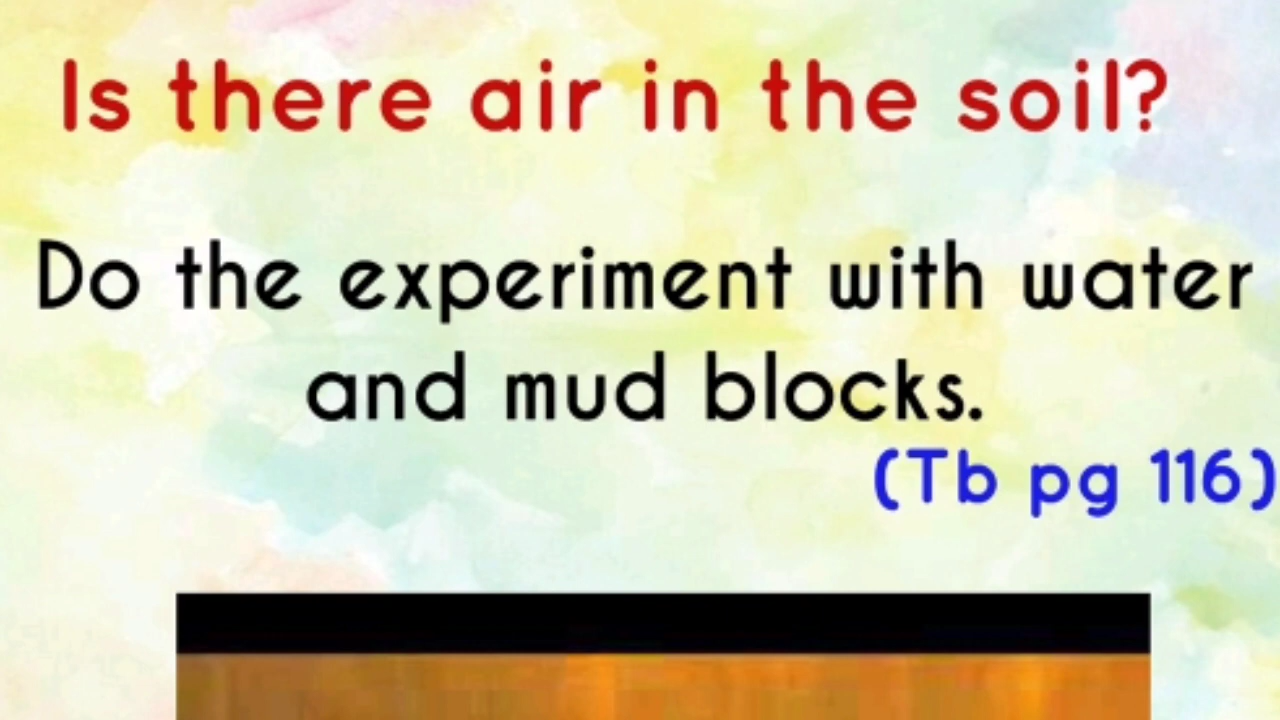 Is there air in the soil?
Do the experiment with water
and mud blocks.
(Tb pg 116)